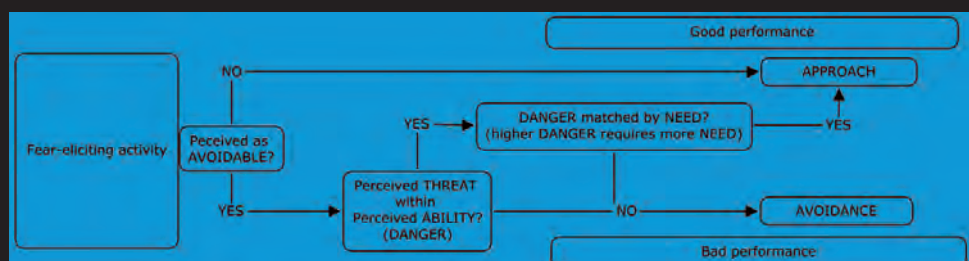 Good performance
NO
APPROACH
Fear-eliciting activity
Peceived as
AVOIDABLE?
YES
DANGER matched by NEED?
(higher DANGER requires more NEED)
YES
YES
Perceived THREAT
within
Perceived ABILITY?
(DANGER)
NO
AVOIDANCE
Bad performance